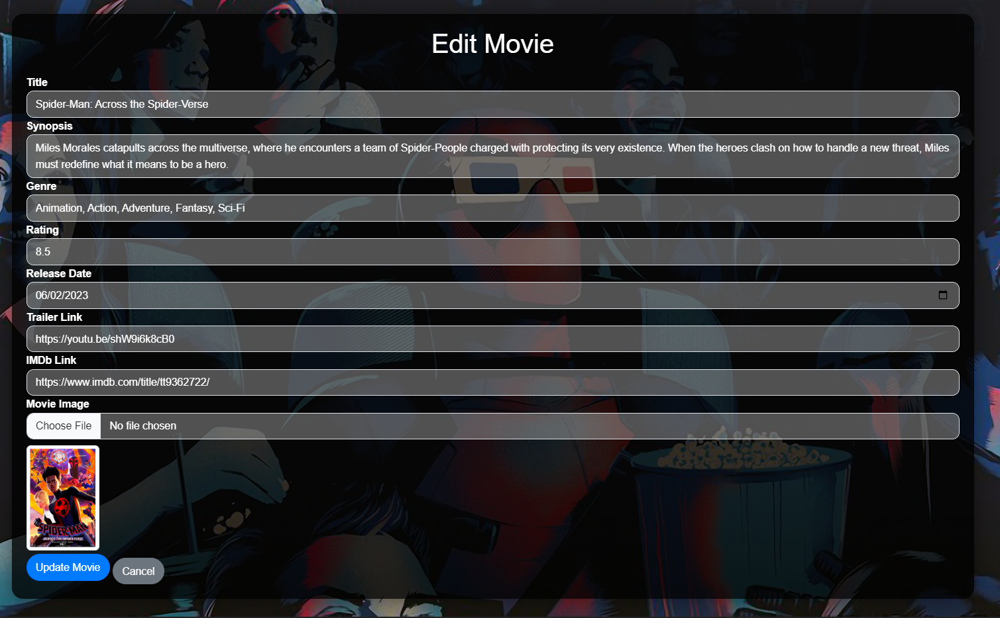 Edit Movie
Title
Spider-Man: Across the Spider-Verse
Synopsis
Miles Morales catapults across the multiverse, where he encounters a team of Spider-People charged with protecting its very existence. When the heroes clash on how to handle a new threat, Miles
must redefine what it means to be a hero.
Genre
Animation, Action, Adventure, Fantasy, Sci-Fi
Rating
8.5
Release Date
06/02/2023
Trailer Link
https://youtu.be/shW9i6k8cB0
IMDb Link
https://www.imdb.com/title/tt9362722/
Movie Image
Choose File No file chosen
SPIDER-MAN
ACROSS THE SPIDER-VERSE
Update Movie Cancel